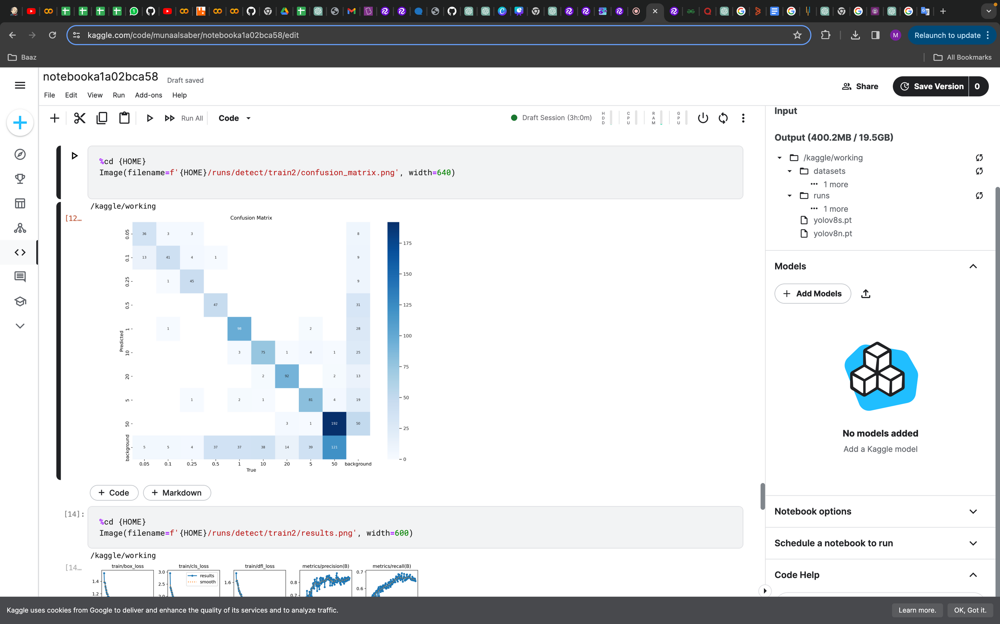 kaggle.com/code/munaalsaber/notebooka1a02bca58/edit
M
Relaunch to update
Baaz
All Bookmarks
notebooka1a02bca58 Draft saved
File Edit View Run Add-ons Help
Share
Save Version 0
Run All Code
Draft Session (3h:0m)
HDD CPU RAM GPU
%cd {HOME}
Image(filename=f'{HOME}/runs/detect/train2/confusion_matrix.png', width=640)
/kaggle/working
[12…
Confusion Matrix
0.05 36 3 3 8
0.1 13 41 4 1 9
0.25 1 45 9
0.5 47 31
1 1 98 2 28
10 3 75 1 4 1 25
20 2 92 2 13
5 1 2 1 81 4 19
50 3 1 192 50
background 5 5 4 37 37 38 14 39 121
0.05 0.1 0.25 0.5 1 10 20 5 50 background
Predicted
True
175
150
125
100
75
50
25
0
+ Code + Markdown
[14]:
%cd {HOME}
Image(filename=f'{HOME}/runs/detect/train2/results.png', width=600)
/kaggle/working
[14…
train/box_loss train/cls_loss train/dfl_loss metrics/precision(B) metrics/recall(B)
1.4
1.2
3.0
2.5
2.0
results
smooth
1.6
0.8
0.7
0.7
0.6
Input
Output (400.2MB / 19.5GB)
/kaggle/working
datasets
••• 1 more
runs
••• 1 more
yolov8s.pt
yolov8n.pt
Models
+ Add Models
No models added
Add a Kaggle model
Notebook options
Schedule a notebook to run
Code Help
Kaggle uses cookies from Google to deliver and enhance the quality of its services and to analyze traffic.
Learn more. OK, Got it.